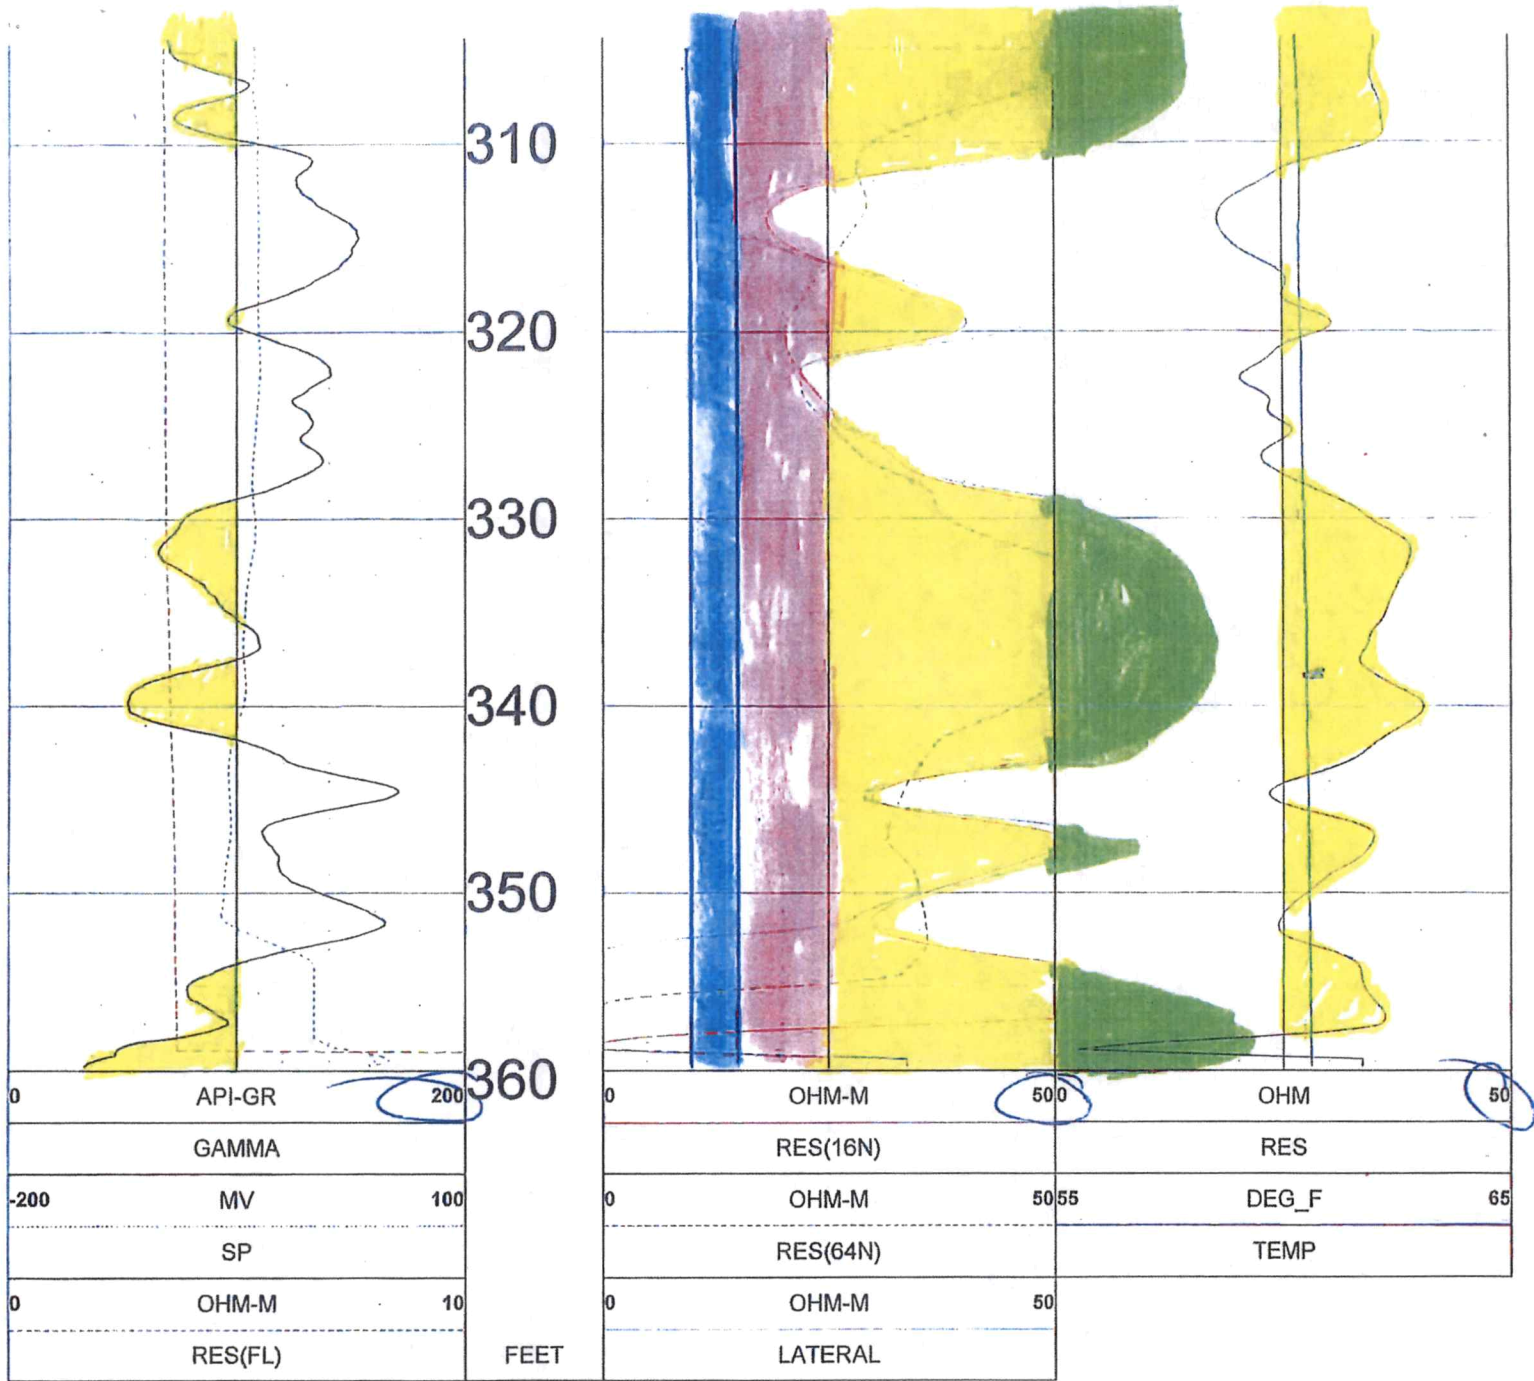 310
320
330
340
350
360
0 API-GR 200 0 OHM-M 50 0 OHM 50
GAMMA RES(16N) RES
-200 MV 100 0 OHM-M 50 55 DEG_F 65
SP RES(64N) TEMP
0 OHM-M 10 0 OHM-M 50
RES(FL) FEET LATERAL